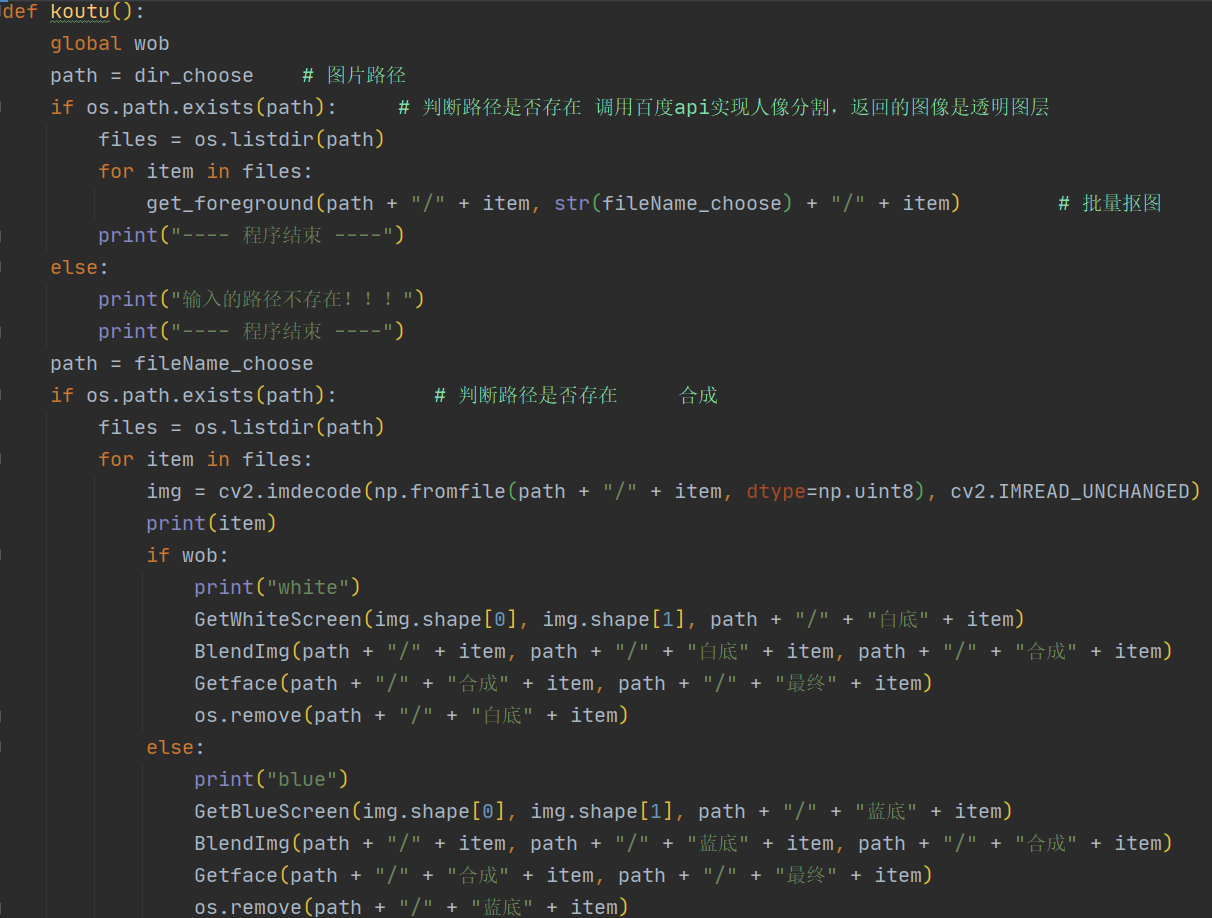 def koutu():
    global wob
    path = dir_choose    # 图片路径
    if os.path.exists(path):     # 判断路径是否存在 调用百度api实现人像分割，返回的图像是透明图层
        files = os.listdir(path)
        for item in files:
            get_foreground(path + "/" + item, str(fileName_choose) + "/" + item)        # 批量抠图
        print("---- 程序结束 ----")
    else:
        print("输入的路径不存在！！！")
        print("---- 程序结束 ----")
    path = fileName_choose
    if os.path.exists(path):        # 判断路径是否存在     合成
        files = os.listdir(path)
        for item in files:
            img = cv2.imdecode(np.fromfile(path + "/" + item, dtype=np.uint8), cv2.IMREAD_UNCHANGED)
            print(item)
            if wob:
                print("white")
                GetWhiteScreen(img.shape[0], img.shape[1], path + "/" + "白底" + item)
                BlendImg(path + "/" + item, path + "/" + "白底" + item, path + "/" + "合成" + item)
                Getface(path + "/" + "合成" + item, path + "/" + "最终" + item)
                os.remove(path + "/" + "白底" + item)
            else:
                print("blue")
                GetBlueScreen(img.shape[0], img.shape[1], path + "/" + "蓝底" + item)
                BlendImg(path + "/" + item, path + "/" + "蓝底" + item, path + "/" + "合成" + item)
                Getface(path + "/" + "合成" + item, path + "/" + "最终" + item)
                os.remove(path + "/" + "蓝底" + item)